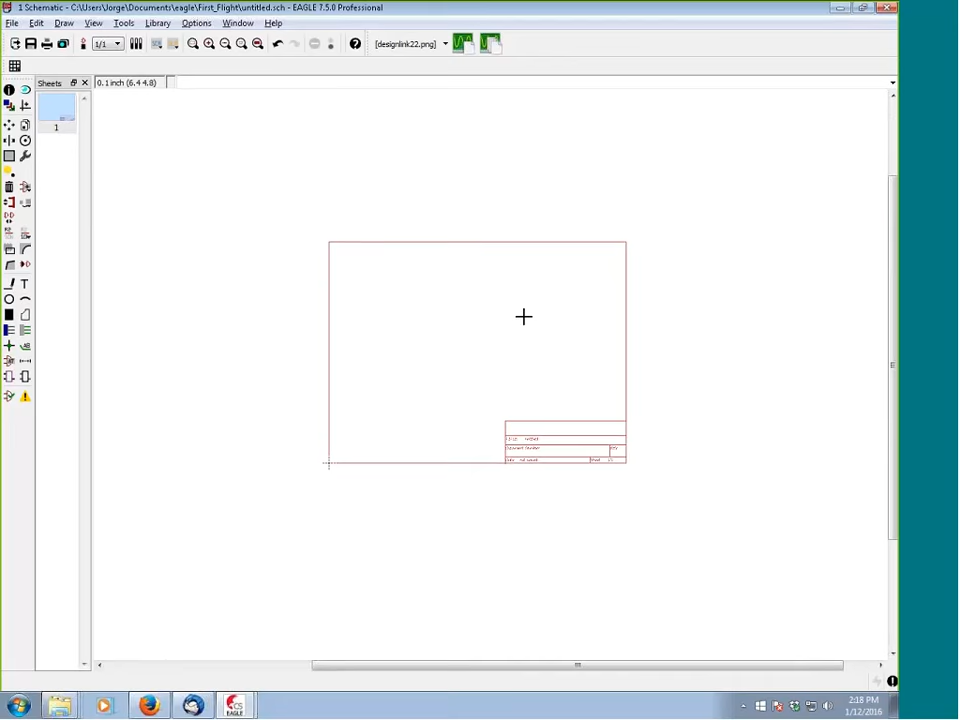 1 Schematic - C:\Users\Jorge\Documents\eagle\First_Flight\untitled.sch - EAGLE 7.5.0 Professional
File Edit Draw View Tools Library Options Window Help
1/1 [designlink22.png]
Sheets 0.1 inch (6.4 4.8)
1
CS
EAGLE
2:18 PM
1/12/2016